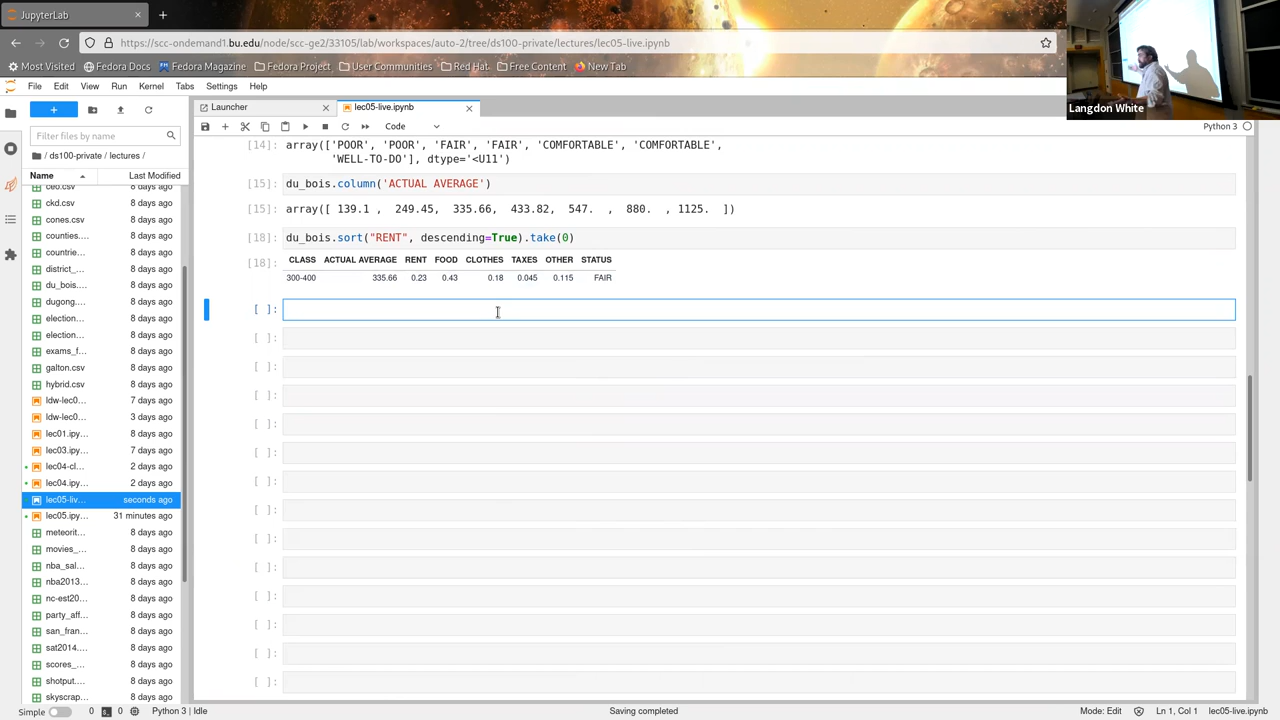 JupyterLab
https://scc-ondemand1.bu.edu/node/scc-ge2/33105/lab/workspaces/auto-2/tree/ds100-private/lectures/lec05-live.ipynb
Most Visited
Fedora Docs
Fedora Magazine
Fedora Project
User Communities
Red Hat
Free Content
New Tab
Langdon White
File Edit View Run Kernel Tabs Settings Help
Launcher
lec05-live.ipynb
Code
Python 3
Filter files by name
/ ds100-private / lectures /
Name Last Modified
ceo.csv 8 days ago
ckd.csv 8 days ago
cones.csv 8 days ago
counties.... 8 days ago
countrie... 8 days ago
district_... 8 days ago
du_bois.... 8 days ago
dugong.... 8 days ago
election... 8 days ago
election... 8 days ago
exams_f... 8 days ago
galton.csv 8 days ago
hybrid.csv 8 days ago
ldw-lec0... 7 days ago
ldw-lec0... 3 days ago
lec01.ipy... 8 days ago
lec03.ipy... 7 days ago
lec04-cl... 2 days ago
lec04.ipy... 2 days ago
lec05-liv... seconds ago
lec05.ipy... 31 minutes ago
meteorit... 8 days ago
movies_... 8 days ago
nba_sal... 8 days ago
nba2013... 8 days ago
nc-est20... 8 days ago
party_aff... 8 days ago
san_fran... 8 days ago
sat2014.... 8 days ago
scores_... 8 days ago
shotput.... 8 days ago
skyscrap... 8 days ago
[14]: array(['POOR', 'POOR', 'FAIR', 'FAIR', 'COMFORTABLE', 'COMFORTABLE',
'WELL-TO-DO'], dtype='<U11')
[15]: du_bois.column('ACTUAL AVERAGE')
[15]: array([ 139.1 , 249.45, 335.66, 433.82, 547. , 880. , 1125. ])
[18]: du_bois.sort("RENT", descending=True).take(0)
[18]: CLASS ACTUAL AVERAGE RENT FOOD CLOTHES TAXES OTHER STATUS
300-400 335.66 0.23 0.43 0.18 0.045 0.115 FAIR
[ ]:
[ ]:
[ ]:
[ ]:
[ ]:
[ ]:
[ ]:
[ ]:
[ ]:
[ ]:
[ ]:
[ ]:
[ ]:
[ ]:
Simple 0 0 Python 3 | Idle Saving completed Mode: Edit Ln 1, Col 1 lec05-live.ipynb